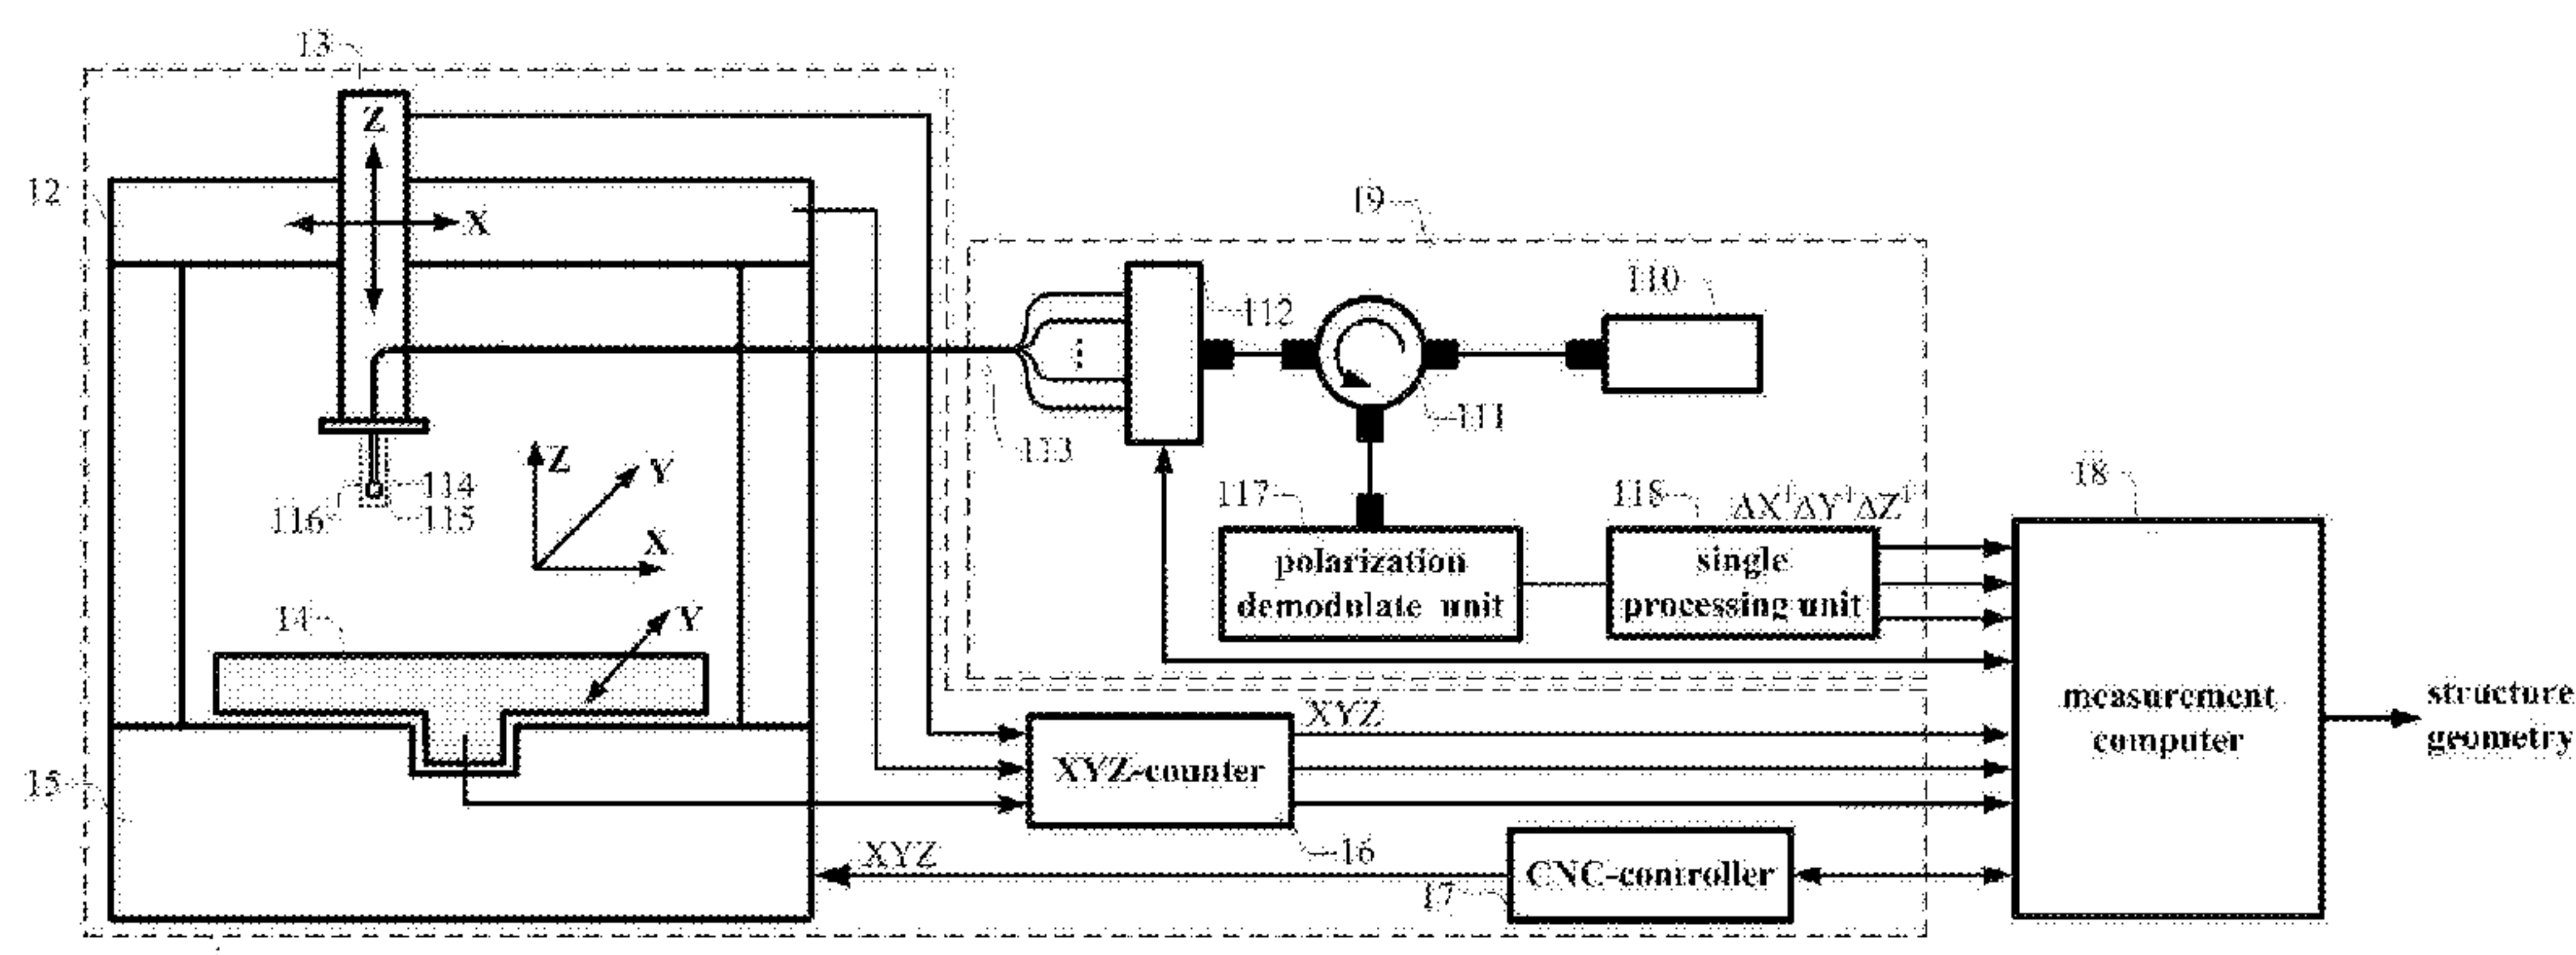 13
Z
12
X
19
110
112
111
113
Z
Y
114
116
115
X
117
118
ΔX ΔY ΔZ
18
polarization
demodulate unit
single
processing unit
14
Y
measurement
computer
structure
geometry
XYZ
XYZ-counter
15
16
XYZ
CNC-controller
17